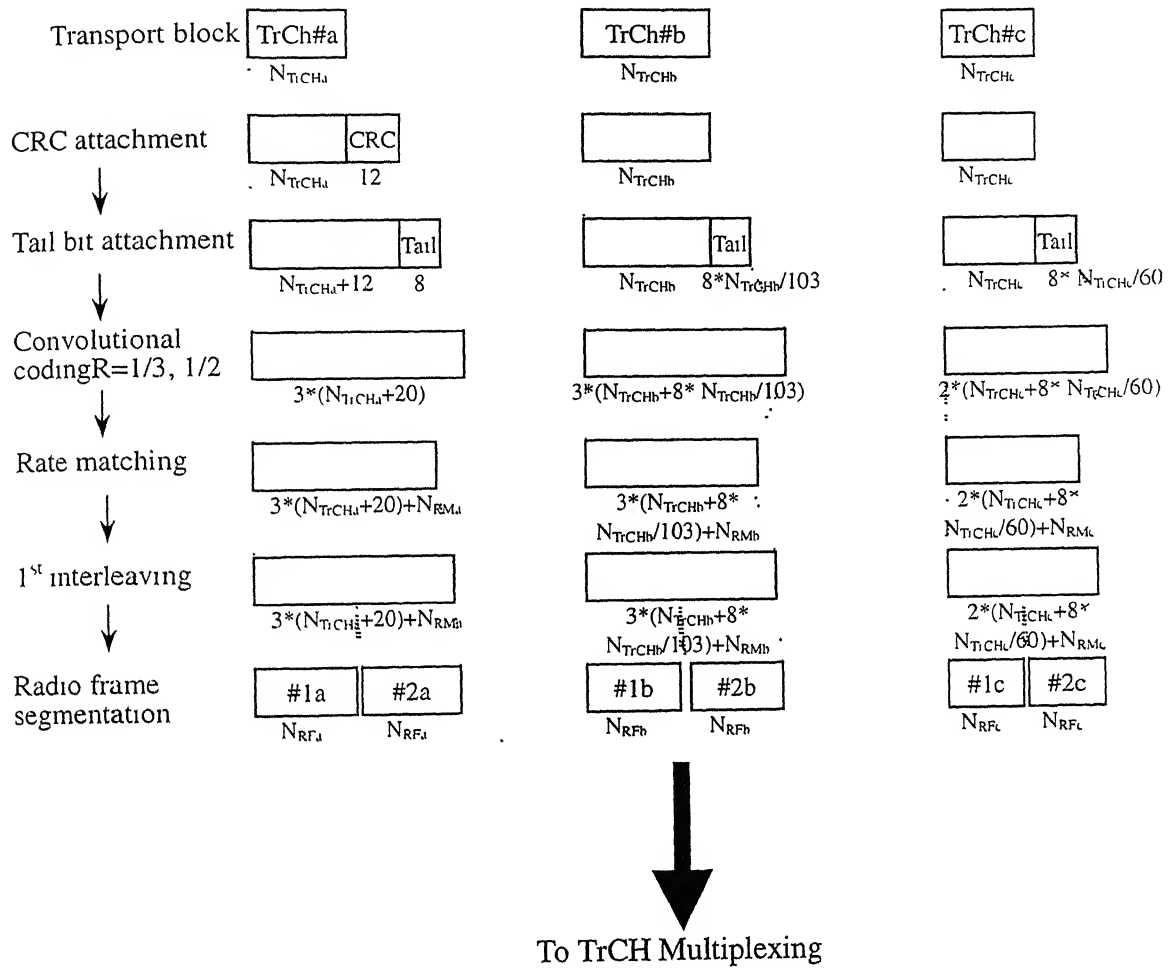 Transport block TrCh#a TrCh#b TrCh#c
N_TrCHa N_TrCHb N_TrCHc
CRC attachment CRC
N_TrCHa 12 N_TrCHb N_TrCHc
Tail bit attachment Tail Tail Tail
N_TrCHa+12 8 N_TrCHb 8*N_TrCHb/103 N_TrCHc 8* N_TrCHc/60
Convolutional
codingR=1/3, 1/2
3*(N_TrCHa+20) 3*(N_TrCHb+8* N_TrCHb/103) 2*(N_TrCHc+8* N_TrCHc/60)
Rate matching
3*(N_TrCHa+20)+N_RMa 3*(N_TrCHb+8* 2*(N_TrCHc+8*
N_TrCHb/103)+N_RMb N_TrCHc/60)+N_RMc
1st interleaving
3*(N_TrCHa+20)+N_RMa 3*(N_TrCHb+8* 2*(N_TrCHc+8*
N_TrCHb/103)+N_RMb N_TrCHc/60)+N_RMc
Radio frame
segmentation
#1a #2a #1b #2b #1c #2c
N_RFa N_RFa N_RFb N_RFb N_RFc N_RFc
To TrCH Multiplexing